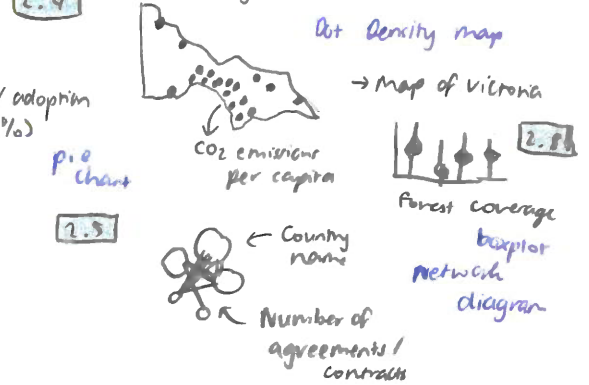 Dot Density map
→ Map of Victoria
adoption
%)
CO2 emissions
per capita
pie
chart
2.8
Forest coverage
2.5
← Country
name
boxplot
network
diagram
Number of
agreements/
contracts